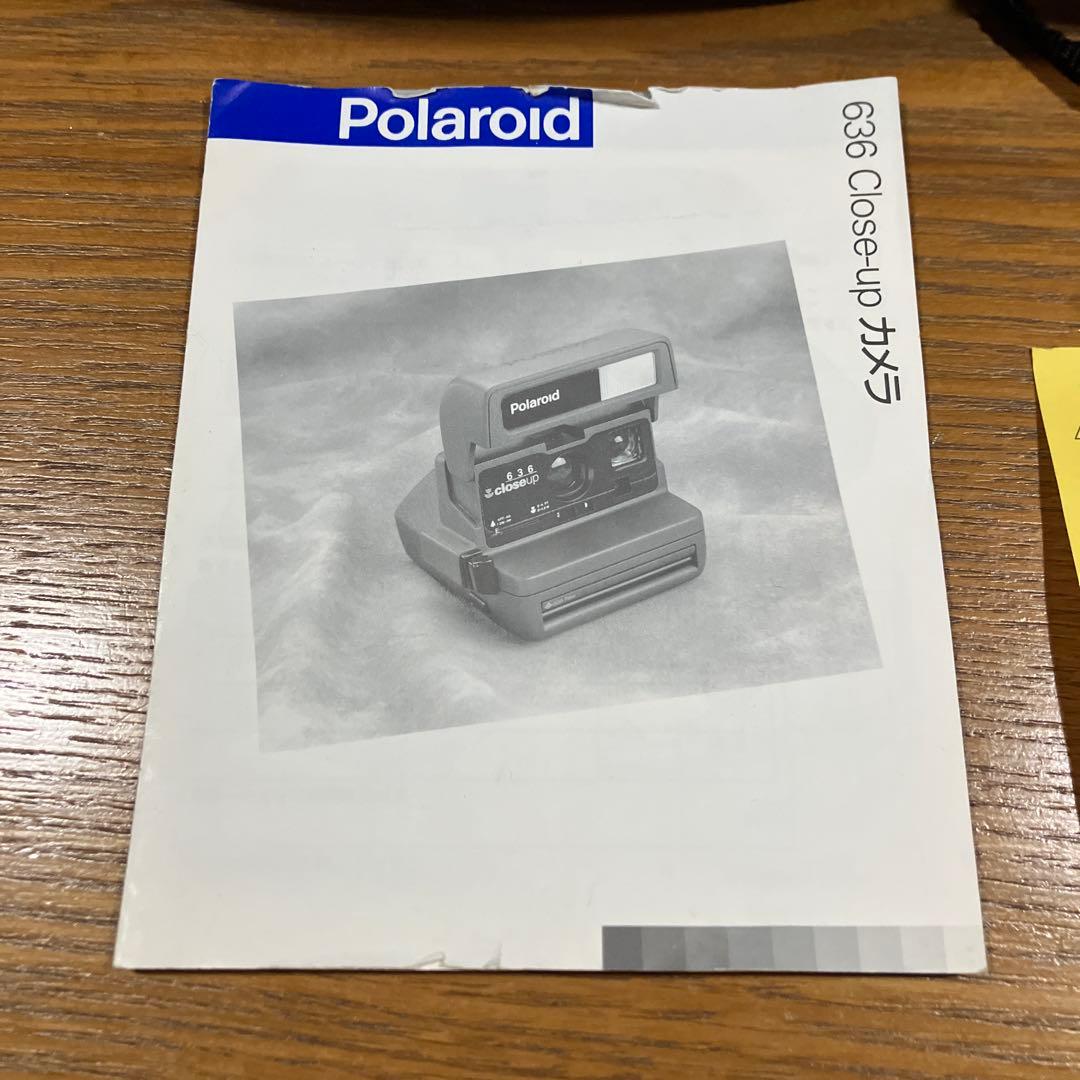 Polaroid
636 Close-up カメラ
Polaroid
636
closeup